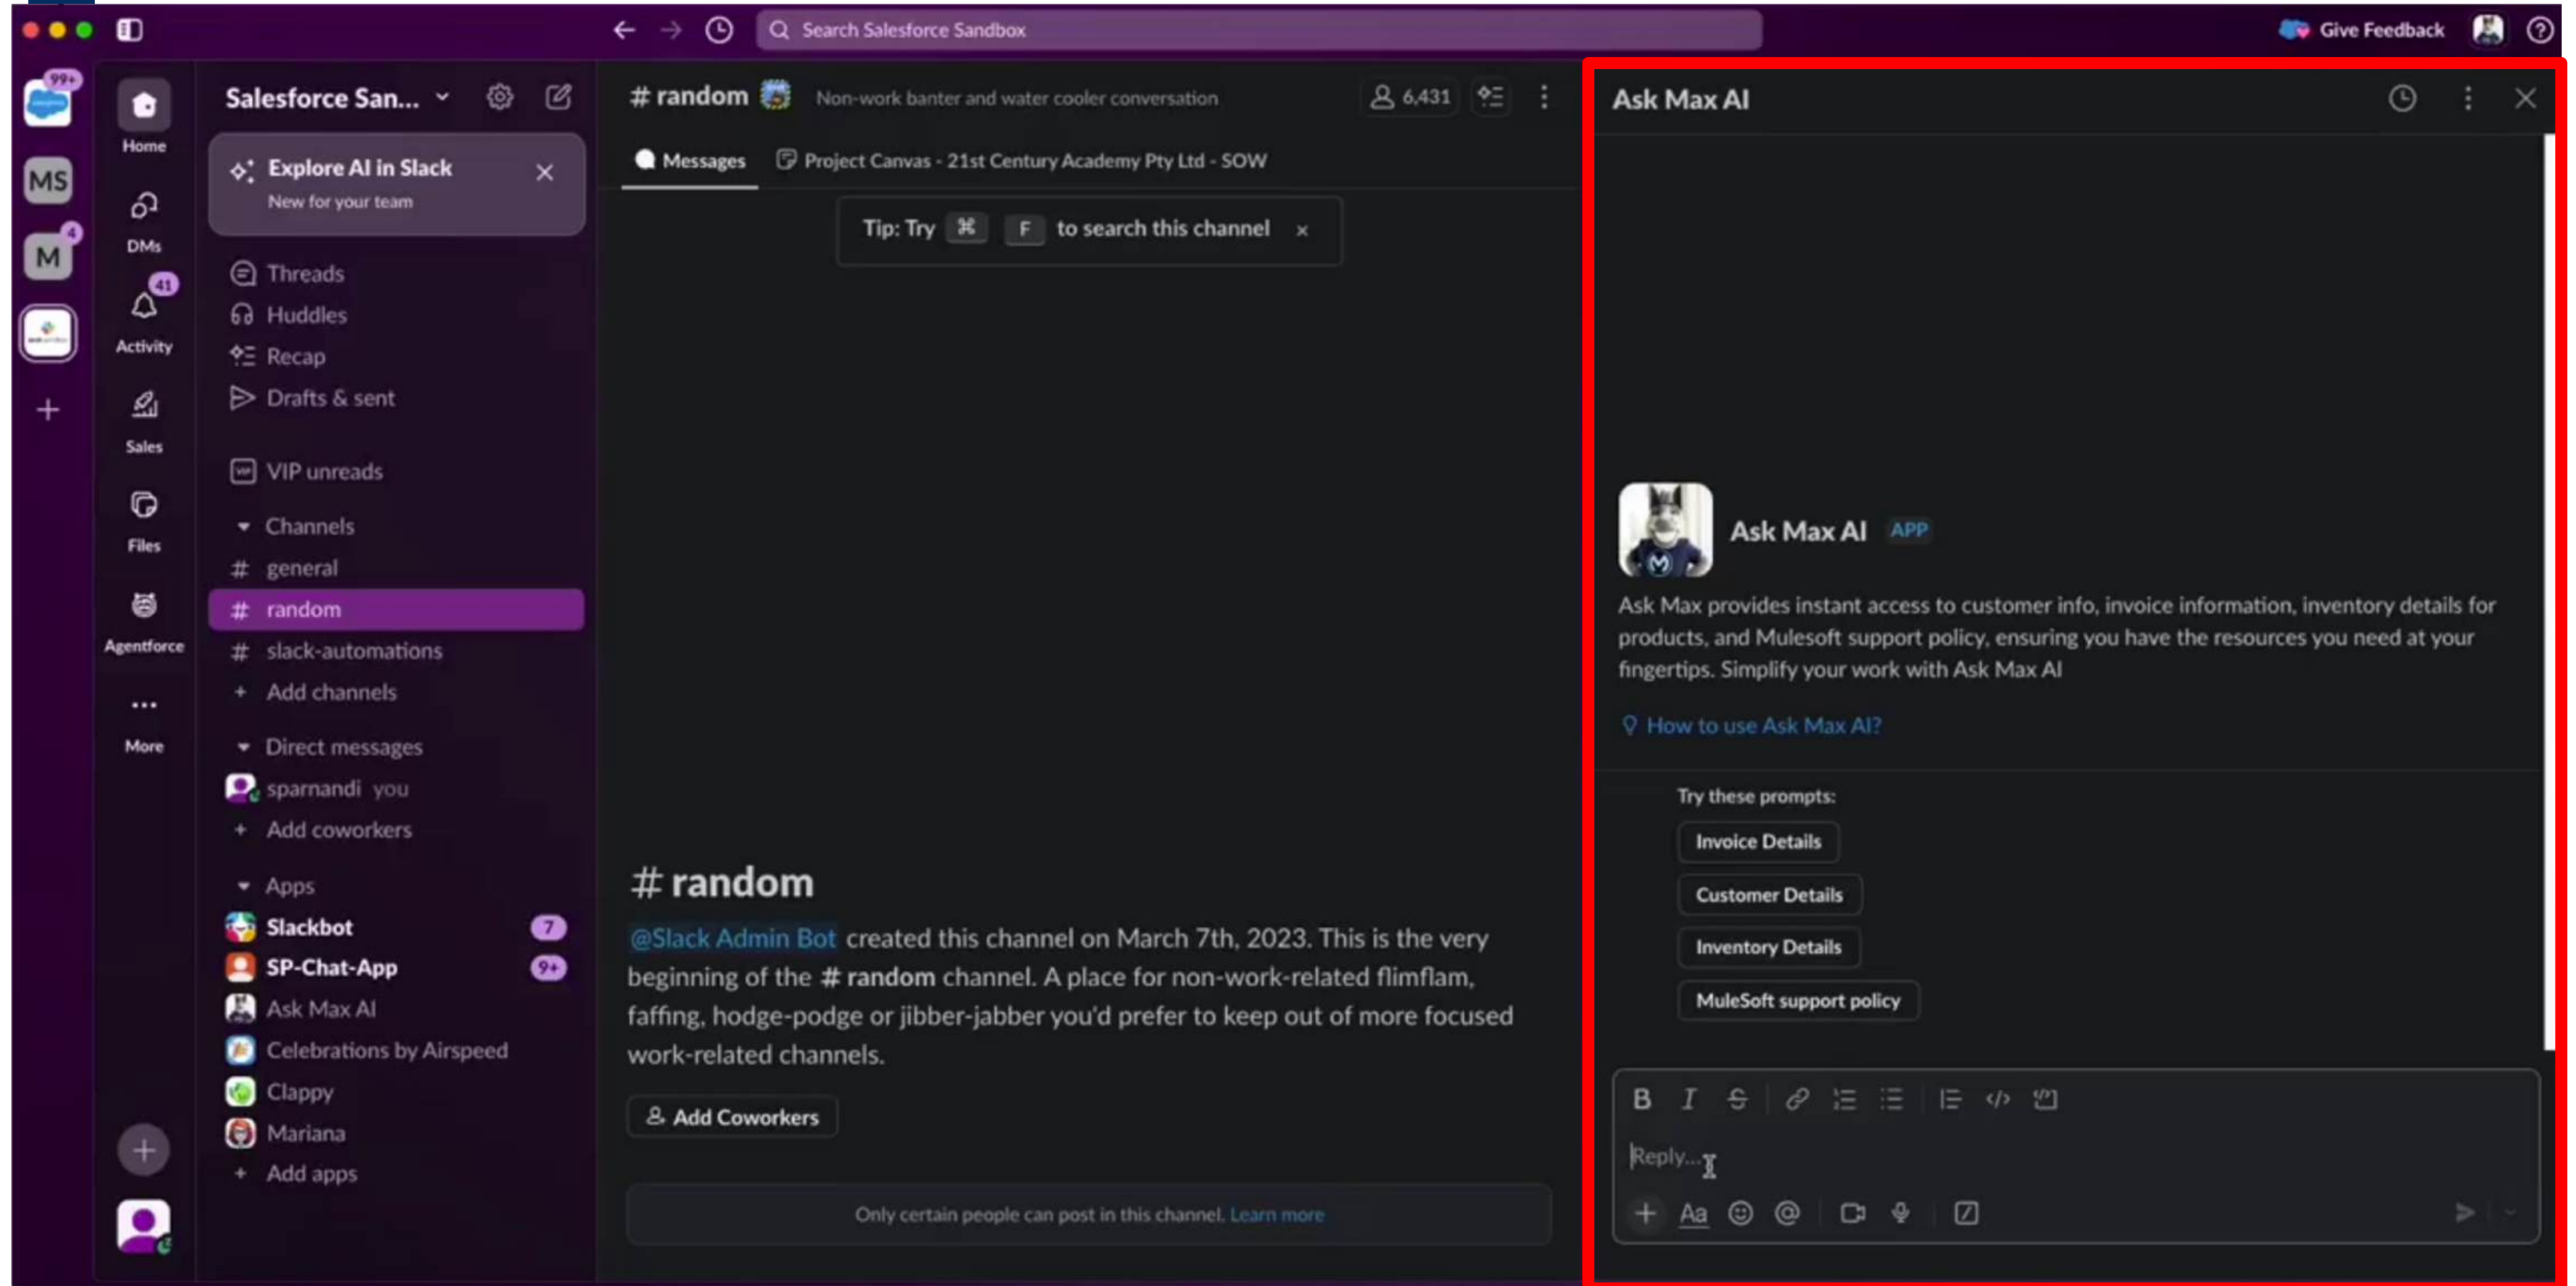 Search Salesforce Sandbox
Give Feedback
99+
MS
4
M
Home
DMs
41
Activity
Sales
Files
Agentforce
More
Salesforce San...
Explore AI in Slack
New for your team
Threads
Huddles
Recap
Drafts & sent
VIP unreads
Channels
# general
# random
# slack-automations
+ Add channels
Direct messages
sparnandi you
+ Add coworkers
Apps
Slackbot 7
SP-Chat-App 9+
Ask Max AI
Celebrations by Airspeed
Clappy
Mariana
+ Add apps
# random Non-work banter and water cooler conversation 6,431
Messages Project Canvas - 21st Century Academy Pty Ltd - SOW
Tip: Try ⌘ F to search this channel ×
# random
@Slack Admin Bot created this channel on March 7th, 2023. This is the very
beginning of the # random channel. A place for non-work-related flimflam,
faffing, hodge-podge or jibber-jabber you'd prefer to keep out of more focused
work-related channels.
Add Coworkers
Only certain people can post in this channel. Learn more
Ask Max AI
Ask Max AI APP
Ask Max provides instant access to customer info, invoice information, inventory details for
products, and Mulesoft support policy, ensuring you have the resources you need at your
fingertips. Simplify your work with Ask Max AI
How to use Ask Max AI?
Try these prompts:
Invoice Details
Customer Details
Inventory Details
MuleSoft support policy
B I S
Reply...
+ Aa @